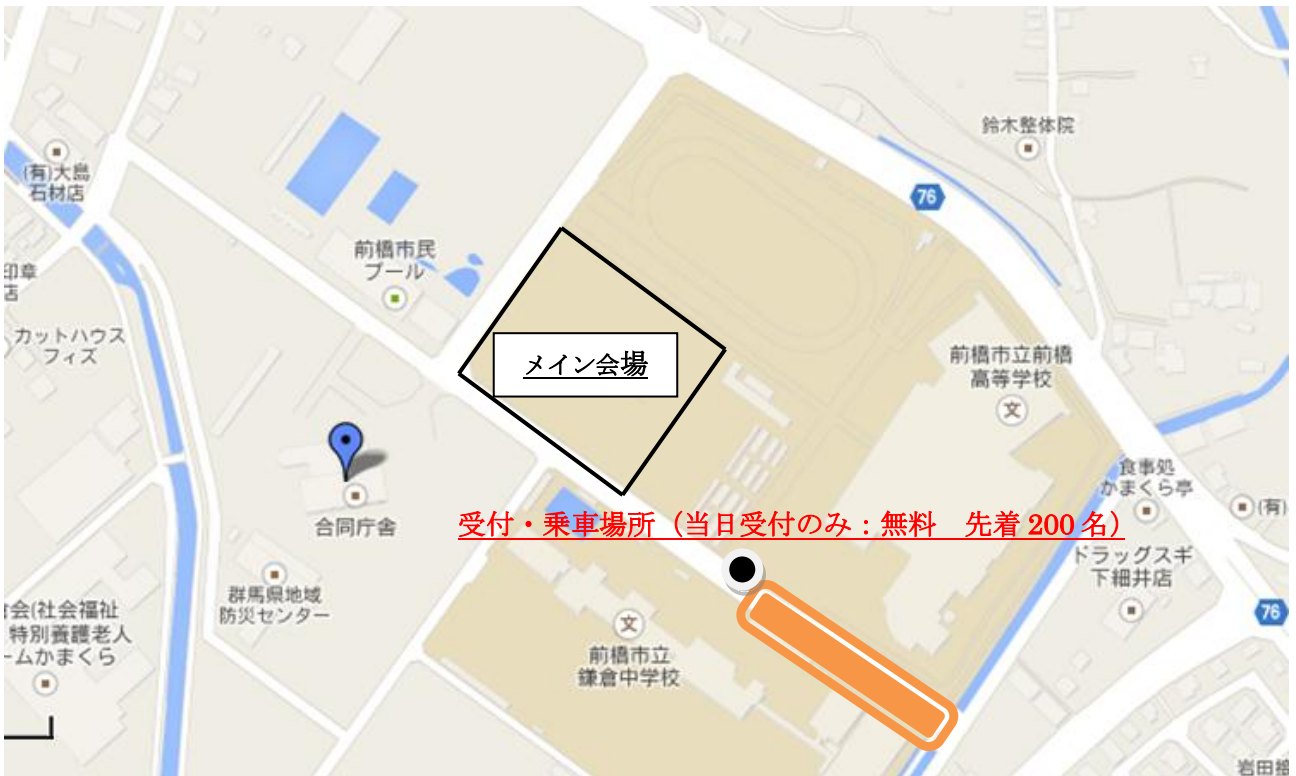 鈴木整体院
(有)大島
石材店
76
前橋市民
プール
印章
店
カットハウス
フィズ
メイン会場
前橋市立前橋
高等学校
文
食事処
かまくら亭
(有)
合同庁舎
受付・乗車場所（当日受付のみ：無料　先着 200 名）
ドラッグスギ
下細井店
群馬県地域
防災センター
会(社会福祉
特別養護老人
ームかまくら
文
前橋市立
鎌倉中学校
76
岩田